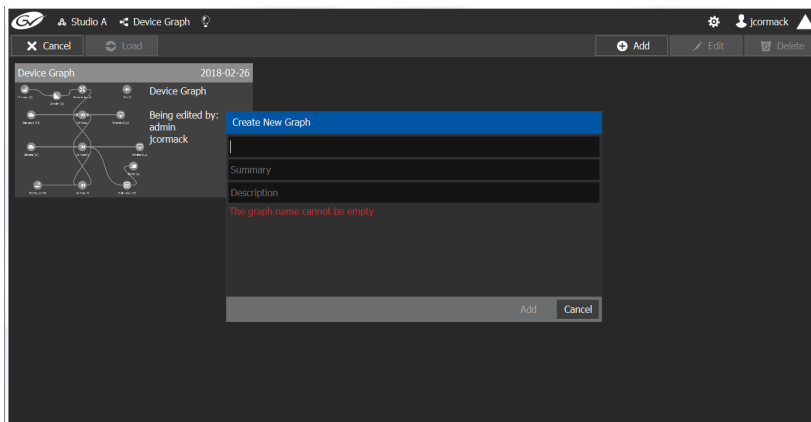 Studio A Device Graph jcormack
Cancel Load Add Edit Delete
Device Graph 2018-02-26
Device Graph
Being edited by:
admin
jcormack
Create New Graph
Summary
Description
The graph name cannot be empty
Add Cancel